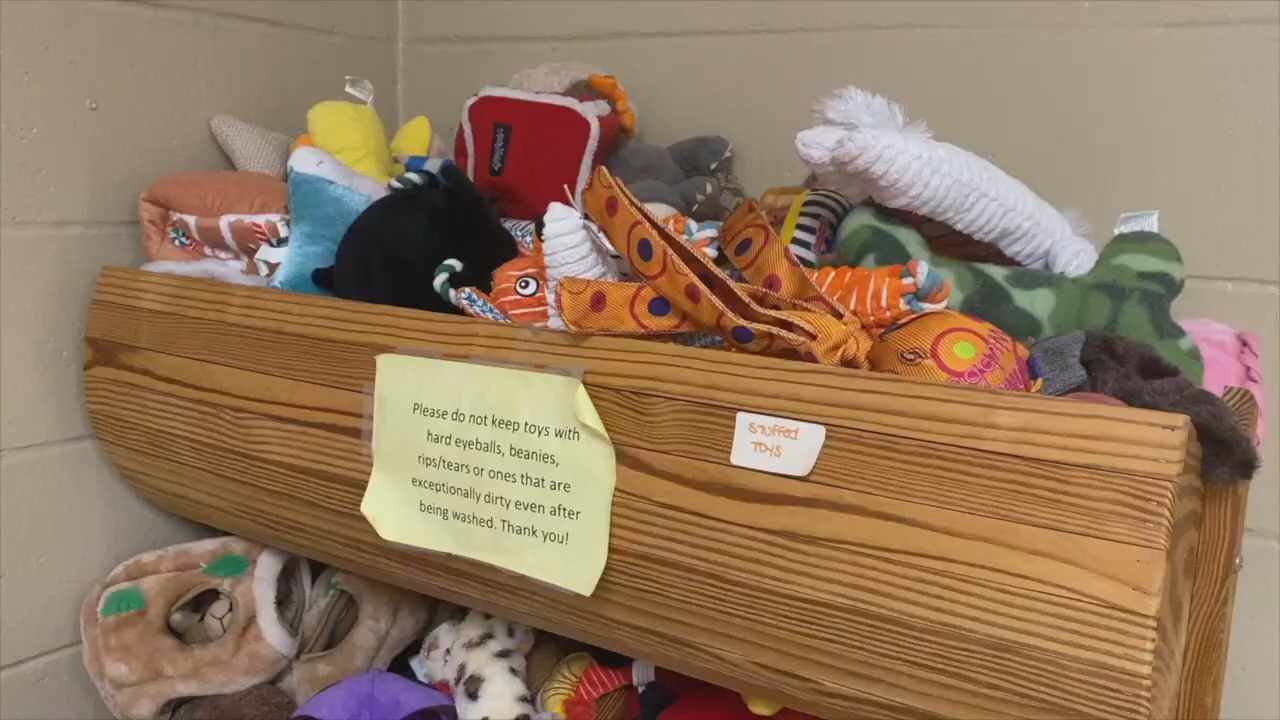 Please do not keep toys with
hard eyeballs, beanies,
rips/tears or ones that are
exceptionally dirty even after
being washed. Thank you!
Stuffed
Toys